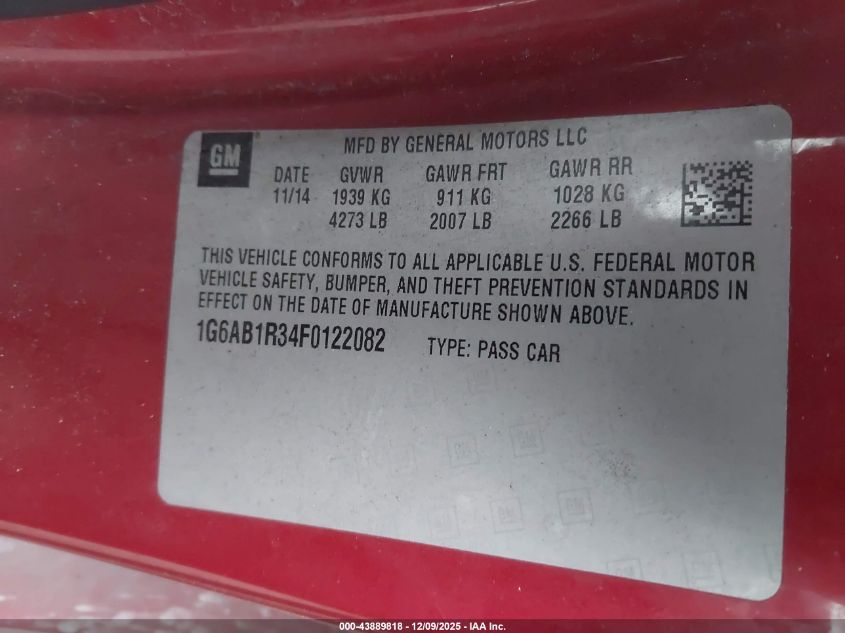 GM
MFD BY GENERAL MOTORS LLC
DATE GVWR GAWR FRT GAWR RR
11/14 1939 KG 911 KG 1028 KG
4273 LB 2007 LB 2266 LB
THIS VEHICLE CONFORMS TO ALL APPLICABLE U.S. FEDERAL MOTOR
VEHICLE SAFETY, BUMPER, AND THEFT PREVENTION STANDARDS IN
EFFECT ON THE DATE OF MANUFACTURE SHOWN ABOVE.
1G6AB1R34F0122082 TYPE: PASS CAR
000-43889818 - 12/09/2025 - IAA Inc.